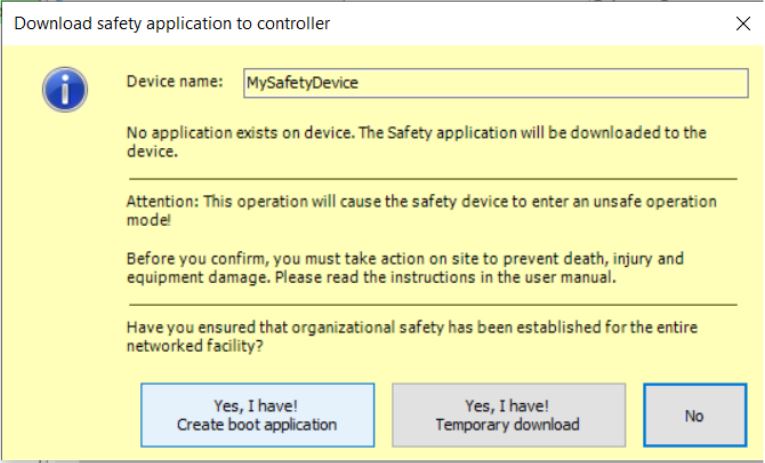 Download safety application to controller
Device name: MySafetyDevice
No application exists on device. The Safety application will be downloaded to the
device.
Attention: This operation will cause the safety device to enter an unsafe operation
mode!
Before you confirm, you must take action on site to prevent death, injury and
equipment damage. Please read the instructions in the user manual.
Have you ensured that organizational safety has been established for the entire
networked facility?
Yes, I have!
Create boot application
Yes, I have!
Temporary download
No